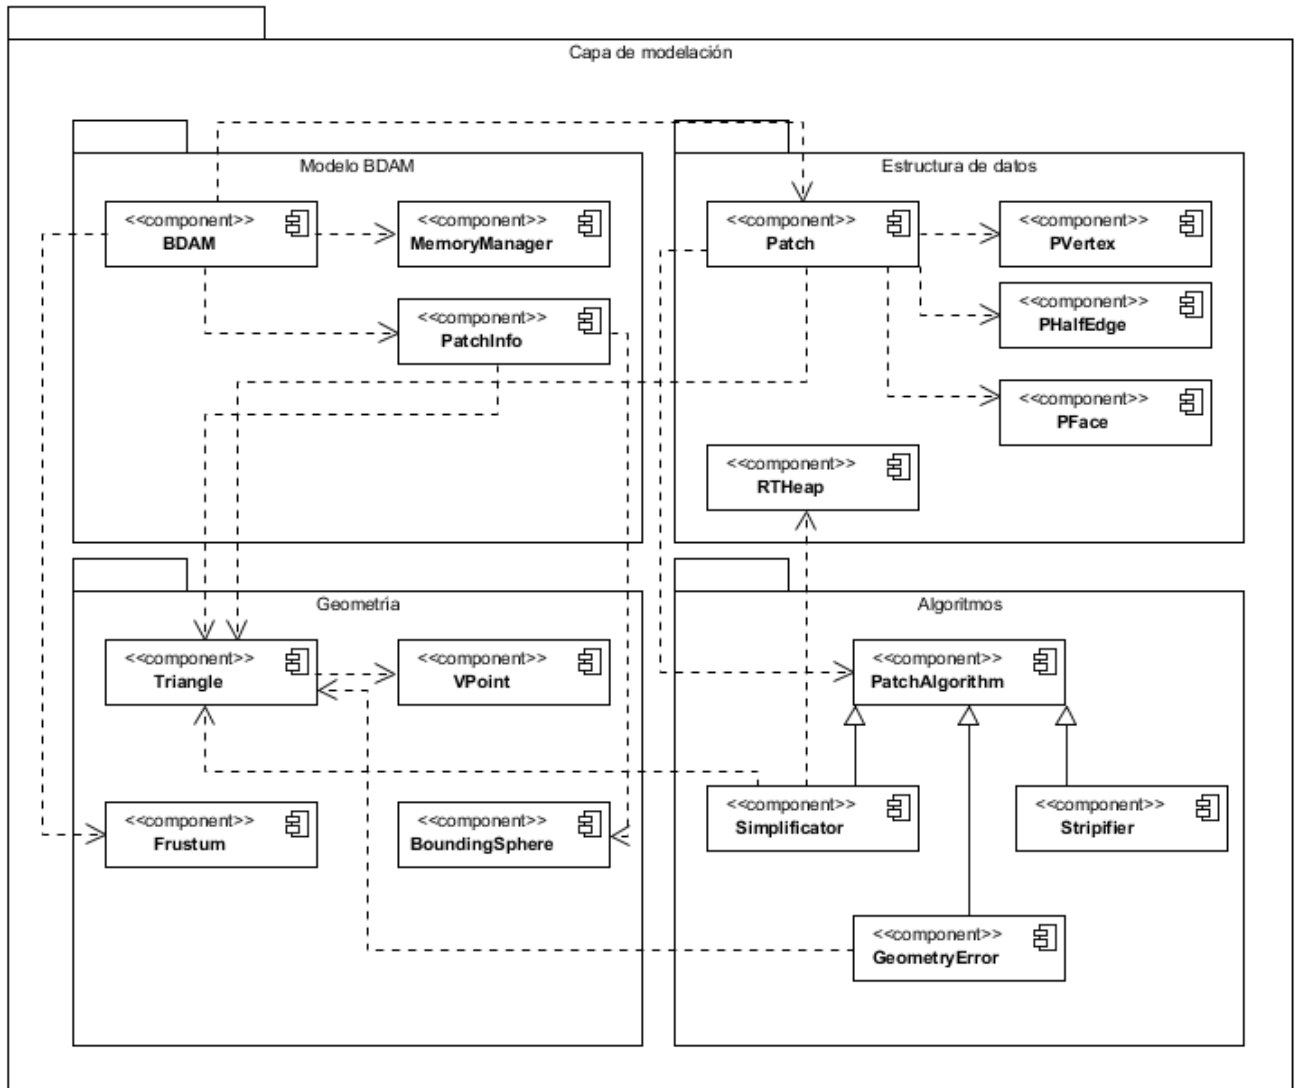 Capa de modelación
Modelo BDAM
<<component>>
BDAM
<<component>>
MemoryManager
<<component>>
PatchInfo
Estructura de datos
<<component>>
Patch
<<component>>
PVertex
<<component>>
PHalfEdge
<<component>>
PFace
<<component>>
RTHeap
Geometría
<<component>>
Triangle
<<component>>
VPoint
<<component>>
Frustum
<<component>>
BoundingSphere
Algoritmos
<<component>>
PatchAlgorithm
<<component>>
Simplificator
<<component>>
Stripifier
<<component>>
GeometryError